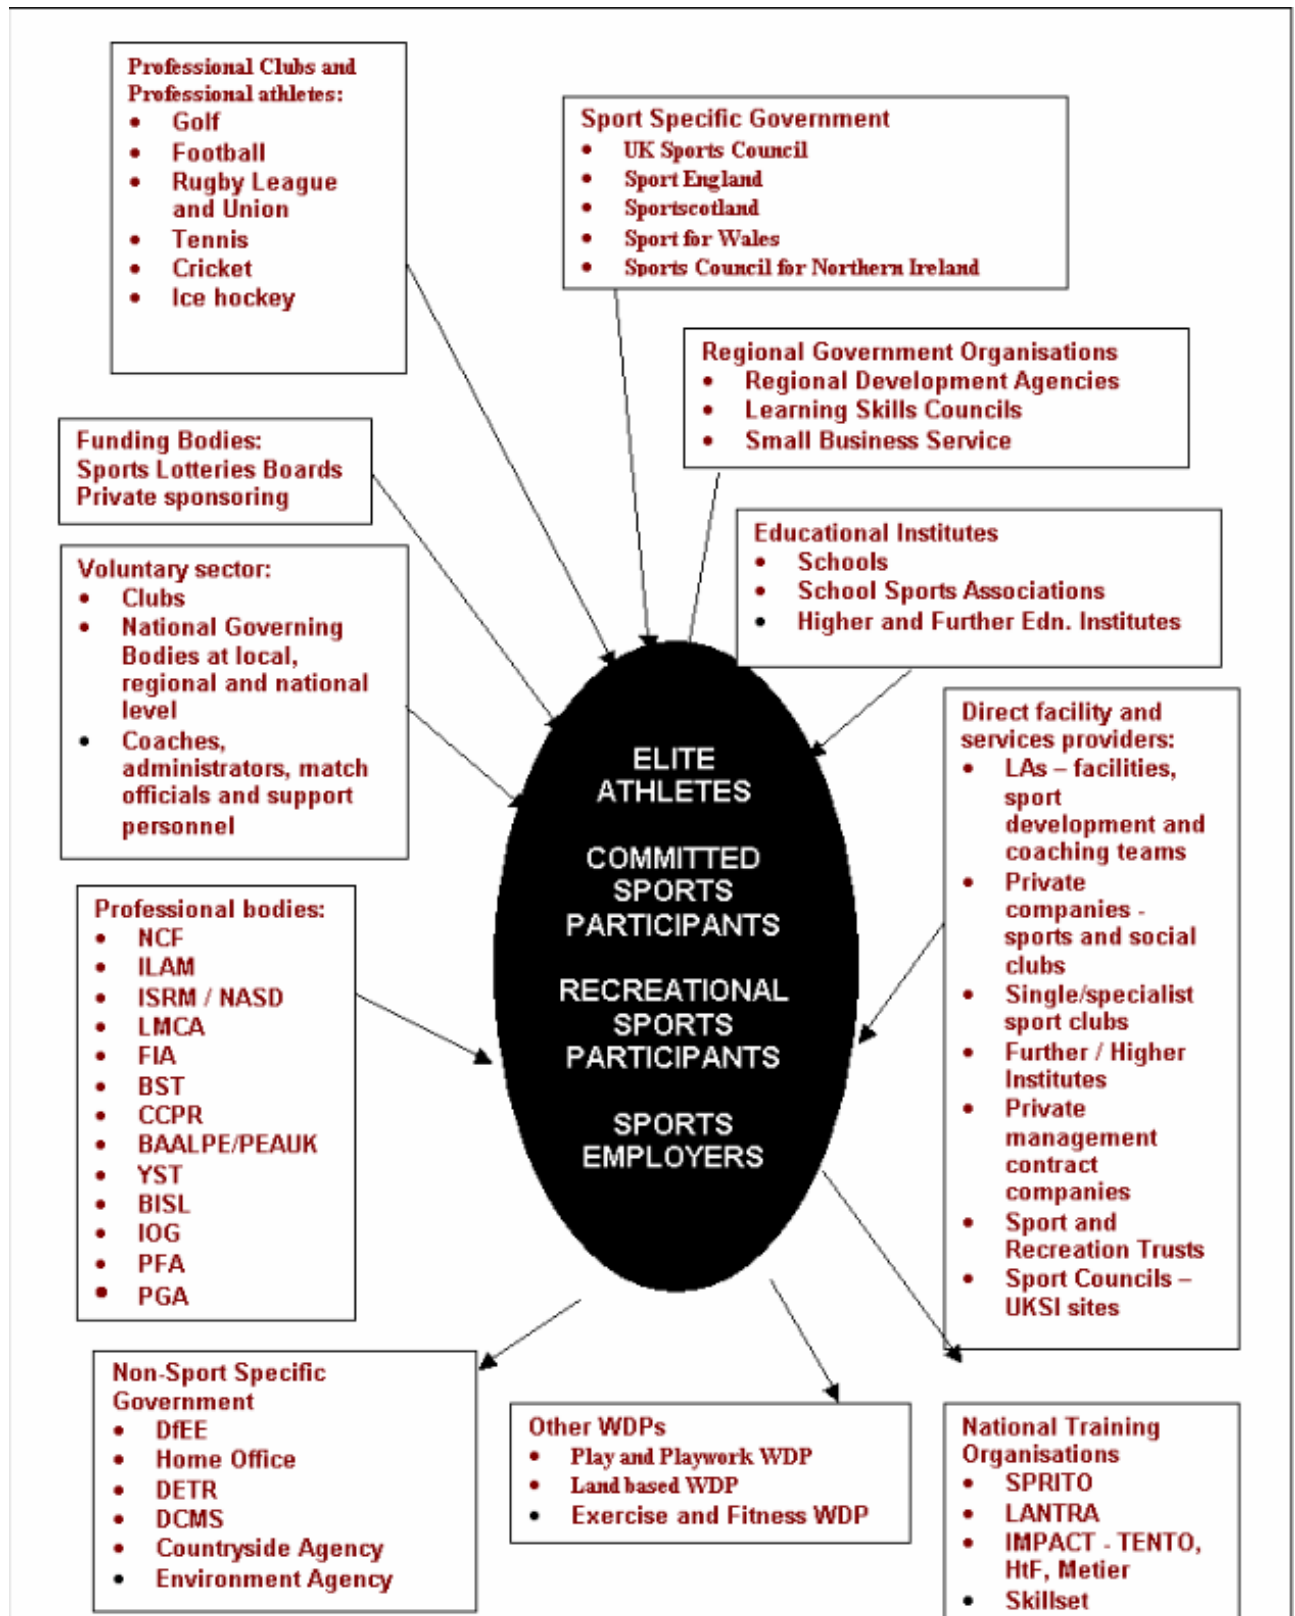 Professional Clubs and
Professional athletes:
• Golf
• Football
• Rugby League
and Union
• Tennis
• Cricket
• Ice hockey
Sport Specific Government
• UK Sports Council
• Sport England
• Sportscotland
• Sport for Wales
• Sports Council for Northern Ireland
Regional Government Organisations
• Regional Development Agencies
• Learning Skills Councils
• Small Business Service
Funding Bodies:
Sports Lotteries Boards
Private sponsoring
Educational Institutes
• Schools
• School Sports Associations
• Higher and Further Edn. Institutes
Voluntary sector:
• Clubs
• National Governing
Bodies at local,
regional and national
level
• Coaches,
administrators, match
officials and support
personnel
ELITE
ATHLETES
COMMITTED
SPORTS
PARTICIPANTS
RECREATIONAL
SPORTS
PARTICIPANTS
SPORTS
EMPLOYERS
Direct facility and
services providers:
• LAs – facilities,
sport
development and
coaching teams
• Private
companies -
sports and social
clubs
• Single/specialist
sport clubs
• Further / Higher
Institutes
• Private
management
contract
companies
• Sport and
Recreation Trusts
• Sport Councils –
UKSI sites
Professional bodies:
• NCF
• ILAM
• ISRM / NASD
• LMCA
• FIA
• BST
• CCPR
• BAALPE/PEAUK
• YST
• BISL
• IOG
• PFA
• PGA
Non-Sport Specific
Government
• DfEE
• Home Office
• DETR
• DCMS
• Countryside Agency
• Environment Agency
Other WDPs
• Play and Playwork WDP
• Land based WDP
• Exercise and Fitness WDP
National Training
Organisations
• SPRITO
• LANTRA
• IMPACT - TENTO,
HtF, Metier
• Skillset